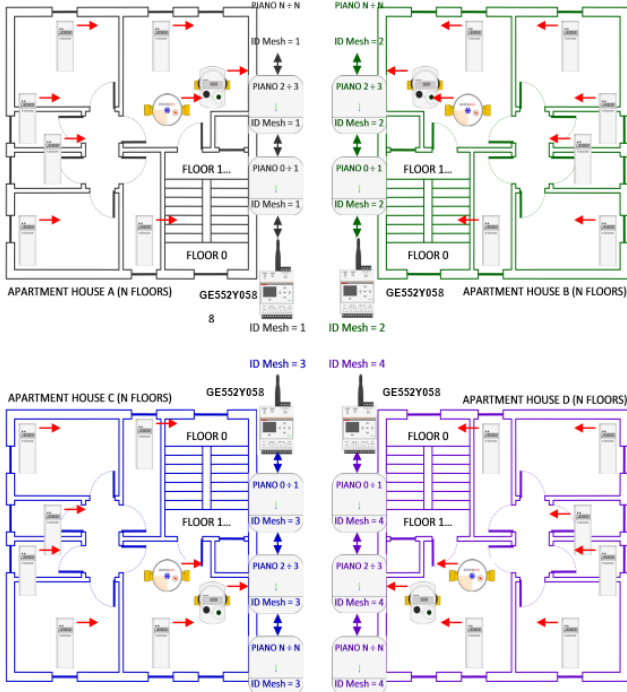 PIANO N ÷ N
PIANO N ÷ N
ID Mesh = 1
ID Mesh = 2
PIANO 2 ÷ 3
PIANO 2 ÷ 3
ID Mesh = 1
ID Mesh = 2
FLOOR 1...
PIANO 0 ÷ 1
PIANO 0 ÷ 1
FLOOR 1...
ID Mesh = 1
ID Mesh = 2
FLOOR 0
FLOOR 0
APARTMENT HOUSE A (N FLOORS)
GE552Y058
GE552Y058
APARTMENT HOUSE B (N FLOORS)
8
ID Mesh = 1
ID Mesh = 2
ID Mesh = 3
ID Mesh = 4
APARTMENT HOUSE C (N FLOORS)
GE552Y058
GE552Y058
APARTMENT HOUSE D (N FLOORS)
FLOOR 0
FLOOR 0
PIANO 0 ÷ 1
PIANO 0 ÷ 1
FLOOR 1...
ID Mesh = 3
ID Mesh = 4
FLOOR 1...
PIANO 2 ÷ 3
PIANO 2 ÷ 3
ID Mesh = 3
ID Mesh = 4
PIANO N ÷ N
PIANO N ÷ N
ID Mesh = 3
ID Mesh = 4